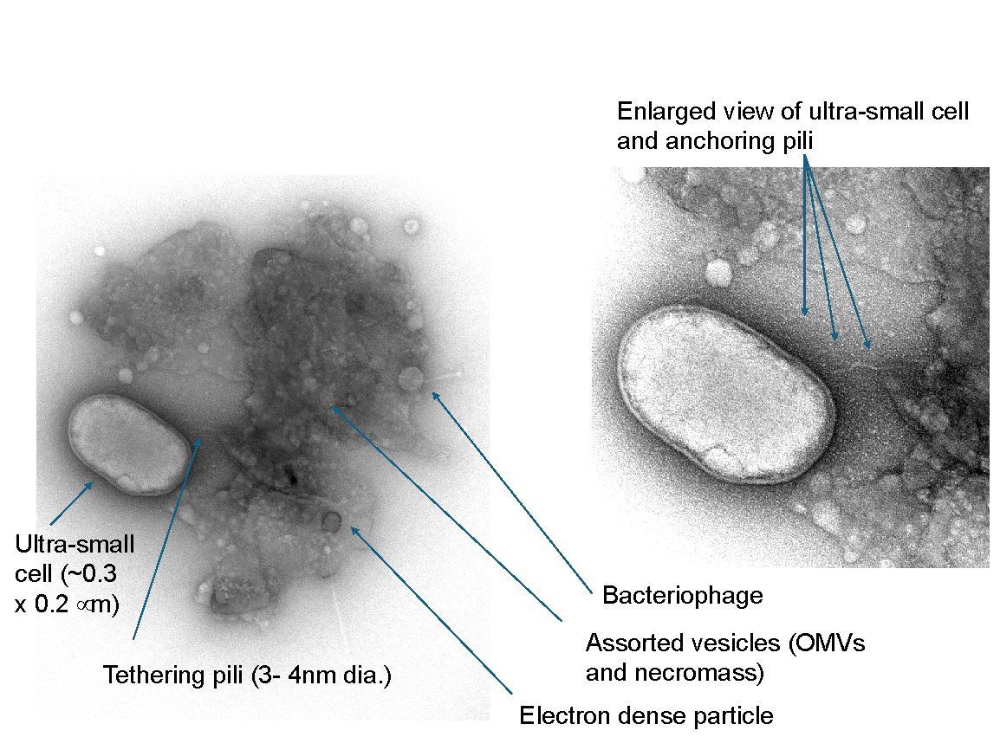 Enlarged view of ultra-small cell
and anchoring pili
Ultra-small
cell (~0.3
x 0.2 ∝m)
Tethering pili (3- 4nm dia.)
Bacteriophage
Assorted vesicles (OMVs
and necromass)
Electron dense particle